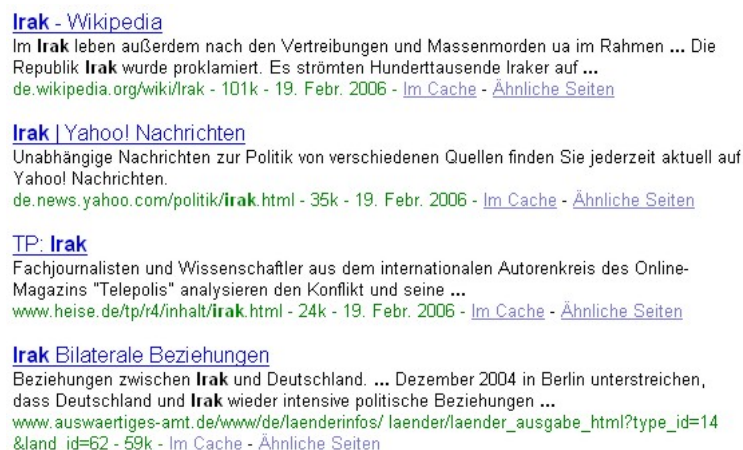 Irak - Wikipedia
Im Irak leben außerdem nach den Vertreibungen und Massenmorden ua im Rahmen ... Die
Republik Irak wurde proklamiert. Es strömten Hunderttausende Iraker auf ...
de.wikipedia.org/wiki/Irak - 101k - 19. Febr. 2006 - Im Cache - Ähnliche Seiten
Irak | Yahoo! Nachrichten
Unabhängige Nachrichten zur Politik von verschiedenen Quellen finden Sie jederzeit aktuell auf
Yahoo! Nachrichten.
de.news.yahoo.com/politik/irak.html - 35k - 19. Febr. 2006 - Im Cache - Ähnliche Seiten
TP: Irak
Fachjournalisten und Wissenschaftler aus dem internationalen Autorenkreis des Online-
Magazins "Telepolis" analysieren den Konflikt und seine ...
www.heise.de/tp/r4/inhalt/irak.html - 24k - 19. Febr. 2006 - Im Cache - Ähnliche Seiten
Irak Bilaterale Beziehungen
Beziehungen zwischen Irak und Deutschland. ... Dezember 2004 in Berlin unterstreichen,
dass Deutschland und Irak wieder intensive politische Beziehungen ...
www.auswaertiges-amt.de/www/de/laenderinfos/ laender/laender_ausgabe_html?type_id=14
&land_id=62 - 59k - Im Cache - Ähnliche Seiten